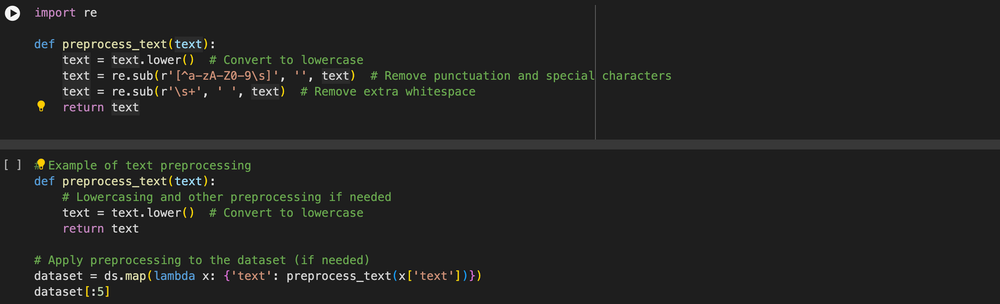 import re
def preprocess_text(text):
    text = text.lower()  # Convert to lowercase
    text = re.sub(r'[^a-zA-Z0-9\s]', '', text)  # Remove punctuation and special characters
    text = re.sub(r'\s+', ' ', text)  # Remove extra whitespace
    return text
[ ] # Example of text preprocessing
def preprocess_text(text):
    # Lowercasing and other preprocessing if needed
    text = text.lower()  # Convert to lowercase
    return text
# Apply preprocessing to the dataset (if needed)
dataset = ds.map(lambda x: {'text': preprocess_text(x['text'])})
dataset[:5]